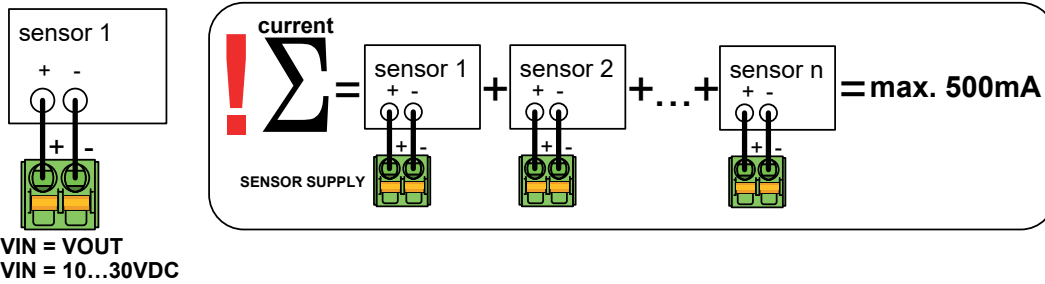 sensor 1
+ -
+ -
VIN = VOUT
VIN = 10…30VDC
current
! Σ = sensor 1 + sensor 2 +…+ sensor n = max. 500mA
+ - + - + -
+ - + - + -
SENSOR SUPPLY